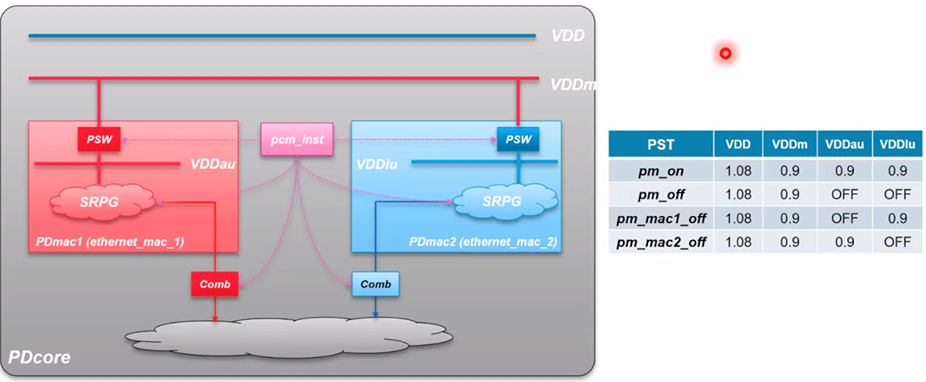 VDD
VDDm
PSW
pcm_inst
PSW
VDDau
VDDlu
SRPG
SRPG
PDmac1 (ethernet_mac_1)
PDmac2 (ethernet_mac_2)
Comb
Comb
PDcore
PST VDD VDDm VDDau VDDlu
pm_on 1.08 0.9 0.9 0.9
pm_off 1.08 0.9 OFF OFF
pm_mac1_off 1.08 0.9 OFF 0.9
pm_mac2_off 1.08 0.9 0.9 OFF